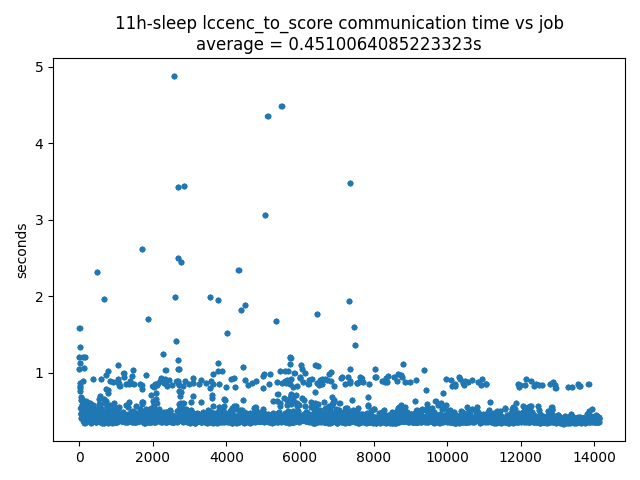 11h-sleep lccenc_to_score communication time vs job
average = 0.4510064085223323s
5
4
3
2
1
seconds
0 2000 4000 6000 8000 10000 12000 14000